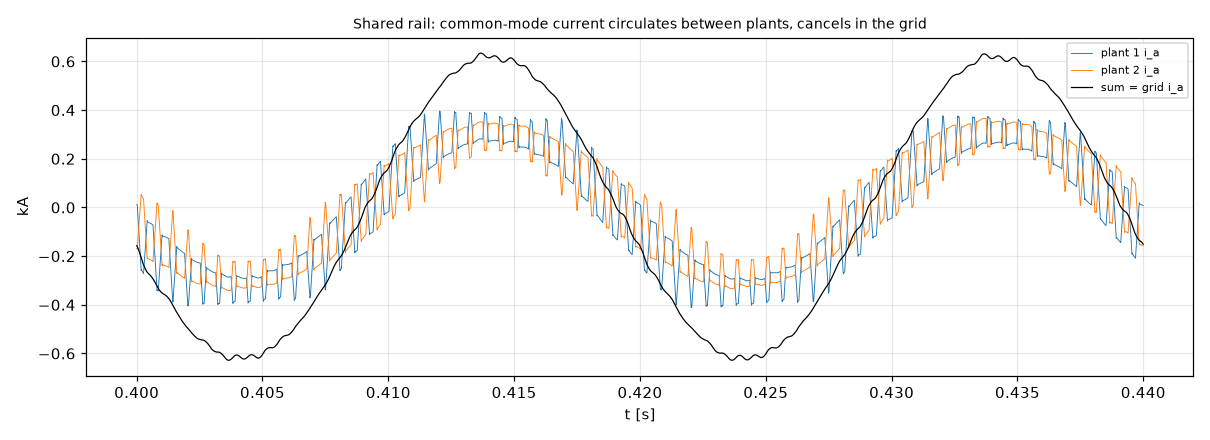 Shared rail: common-mode current circulates between plants, cancels in the grid
plant 1 i_a
plant 2 i_a
sum = grid i_a
0.6
0.4
0.2
0.0
−0.2
−0.4
−0.6
kA
0.400 0.405 0.410 0.415 0.420 0.425 0.430 0.435 0.440
t [s]